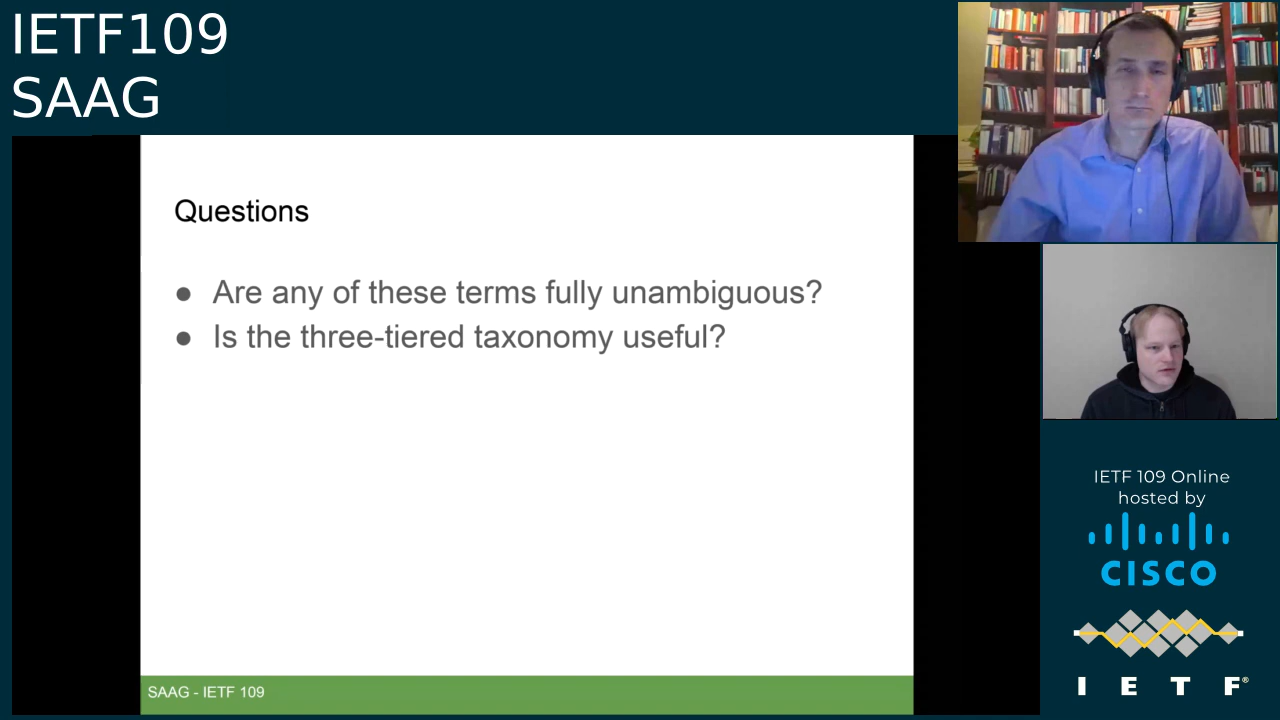 IETF109
SAAG
Questions
● Are any of these terms fully unambiguous?
● Is the three-tiered taxonomy useful?
SAAG - IETF 109
IETF 109 Online
hosted by
CISCO
I E T F®